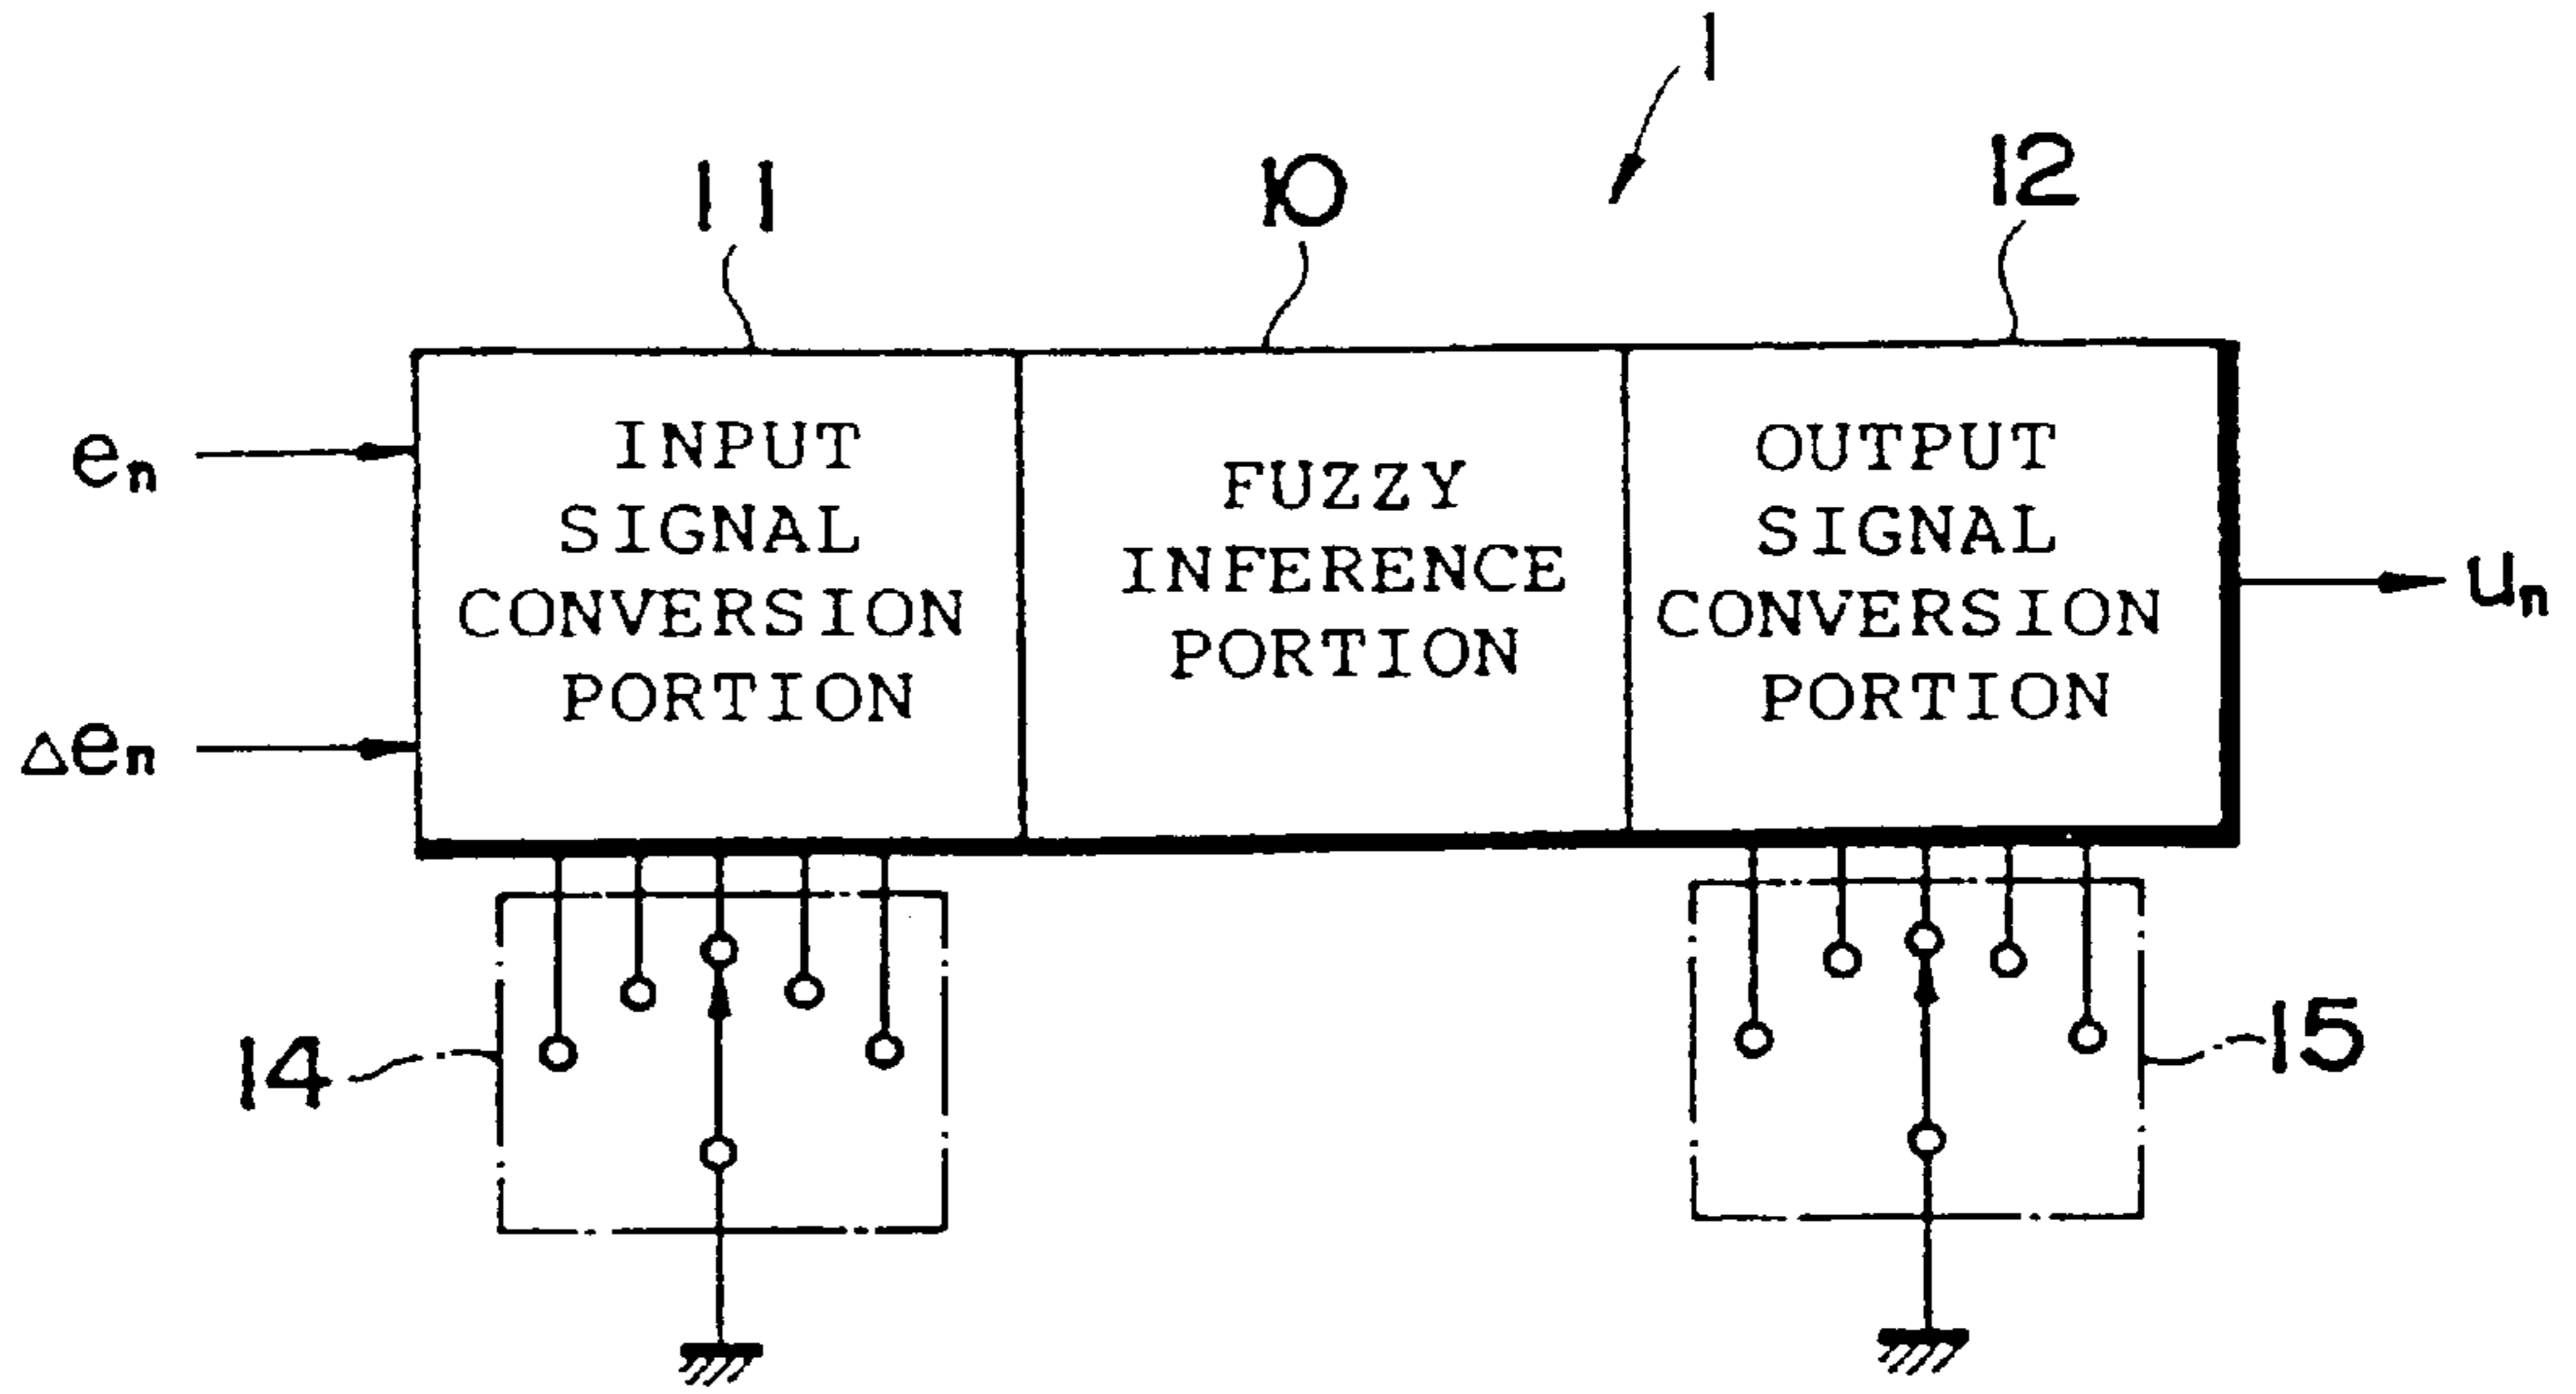 1
11
10
12
INPUT
SIGNAL
CONVERSION
PORTION
FUZZY
INFERENCE
PORTION
OUTPUT
SIGNAL
CONVERSION
PORTION
eₙ
Δeₙ
uₙ
14
15